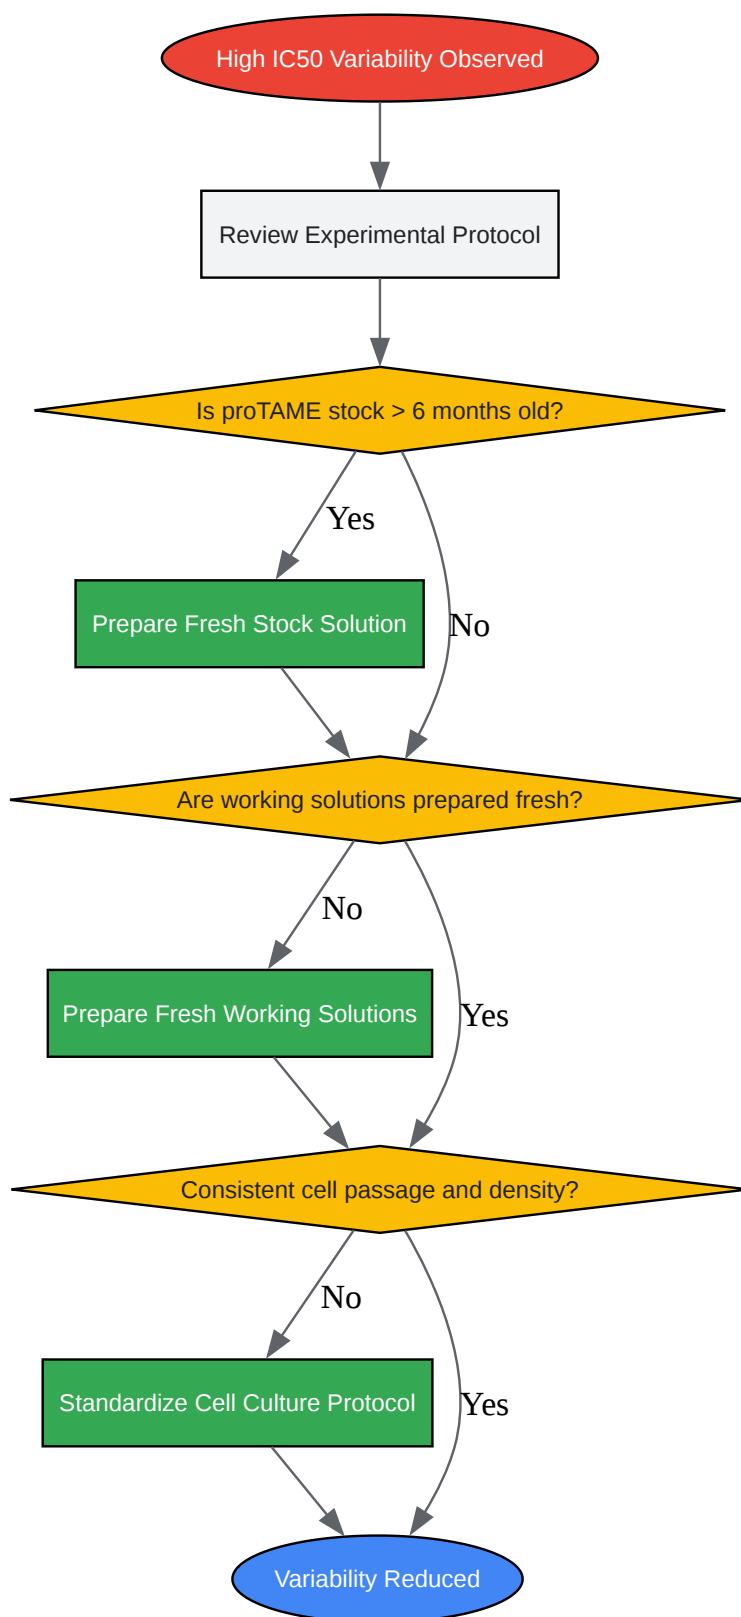 High IC50 Variability Observed
Review Experimental Protocol
Is proTAME stock > 6 months old?
Yes
Prepare Fresh Stock Solution
No
Are working solutions prepared fresh?
No
Prepare Fresh Working Solutions
Yes
Consistent cell passage and density?
No
Standardize Cell Culture Protocol
Yes
Variability Reduced